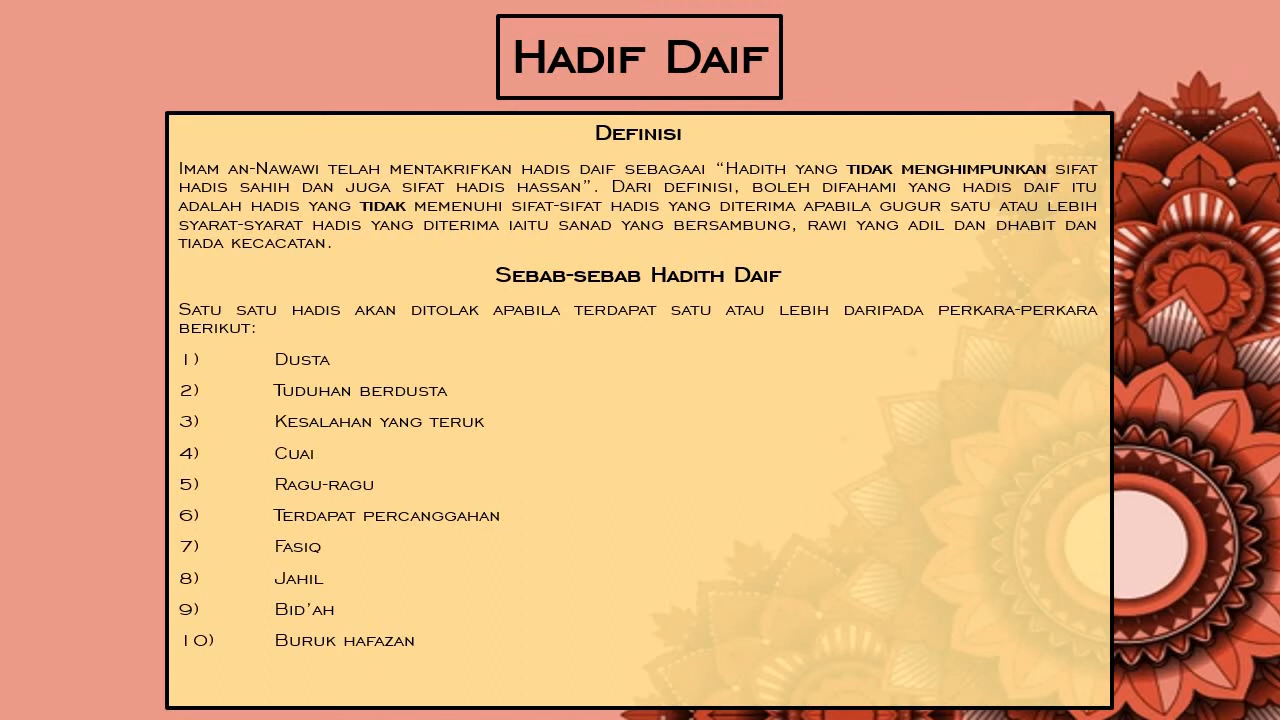 Hadif Daif
Definisi
Imam an-Nawawi telah mentakrifkan hadis daif sebagaai “Hadith yang tidak menghimpunkan sifat
hadis sahih dan juga sifat hadis hassan”. Dari definisi, boleh difahami yang hadis daif itu
adalah hadis yang tidak memenuhi sifat-sifat hadis yang diterima apabila gugur satu atau lebih
syarat-syarat hadis yang diterima iaitu sanad yang bersambung, rawi yang adil dan dhabit dan
tiada kecacatan.
Sebab-sebab Hadith Daif
Satu satu hadis akan ditolak apabila terdapat satu atau lebih daripada perkara-perkara
berikut:
1) Dusta
2) Tuduhan berdusta
3) Kesalahan yang teruk
4) Cuai
5) Ragu-ragu
6) Terdapat percanggahan
7) Fasiq
8) Jahil
9) Bid’ah
10) Buruk hafazan